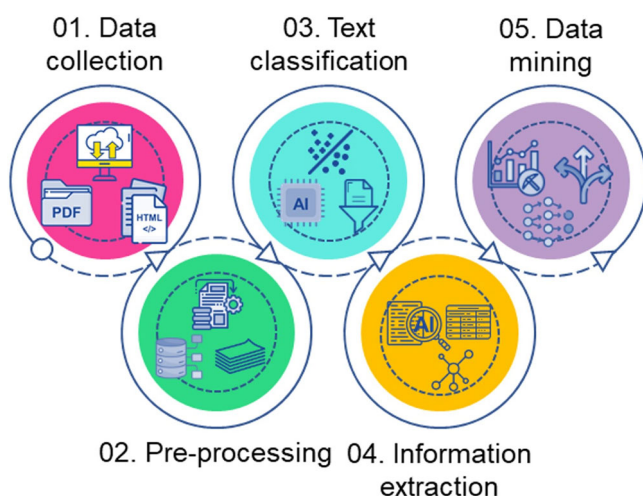 01. Data
collection
03. Text
classification
05. Data
mining
PDF
HTML
</>
AI
AI
02. Pre-processing
04. Information
extraction